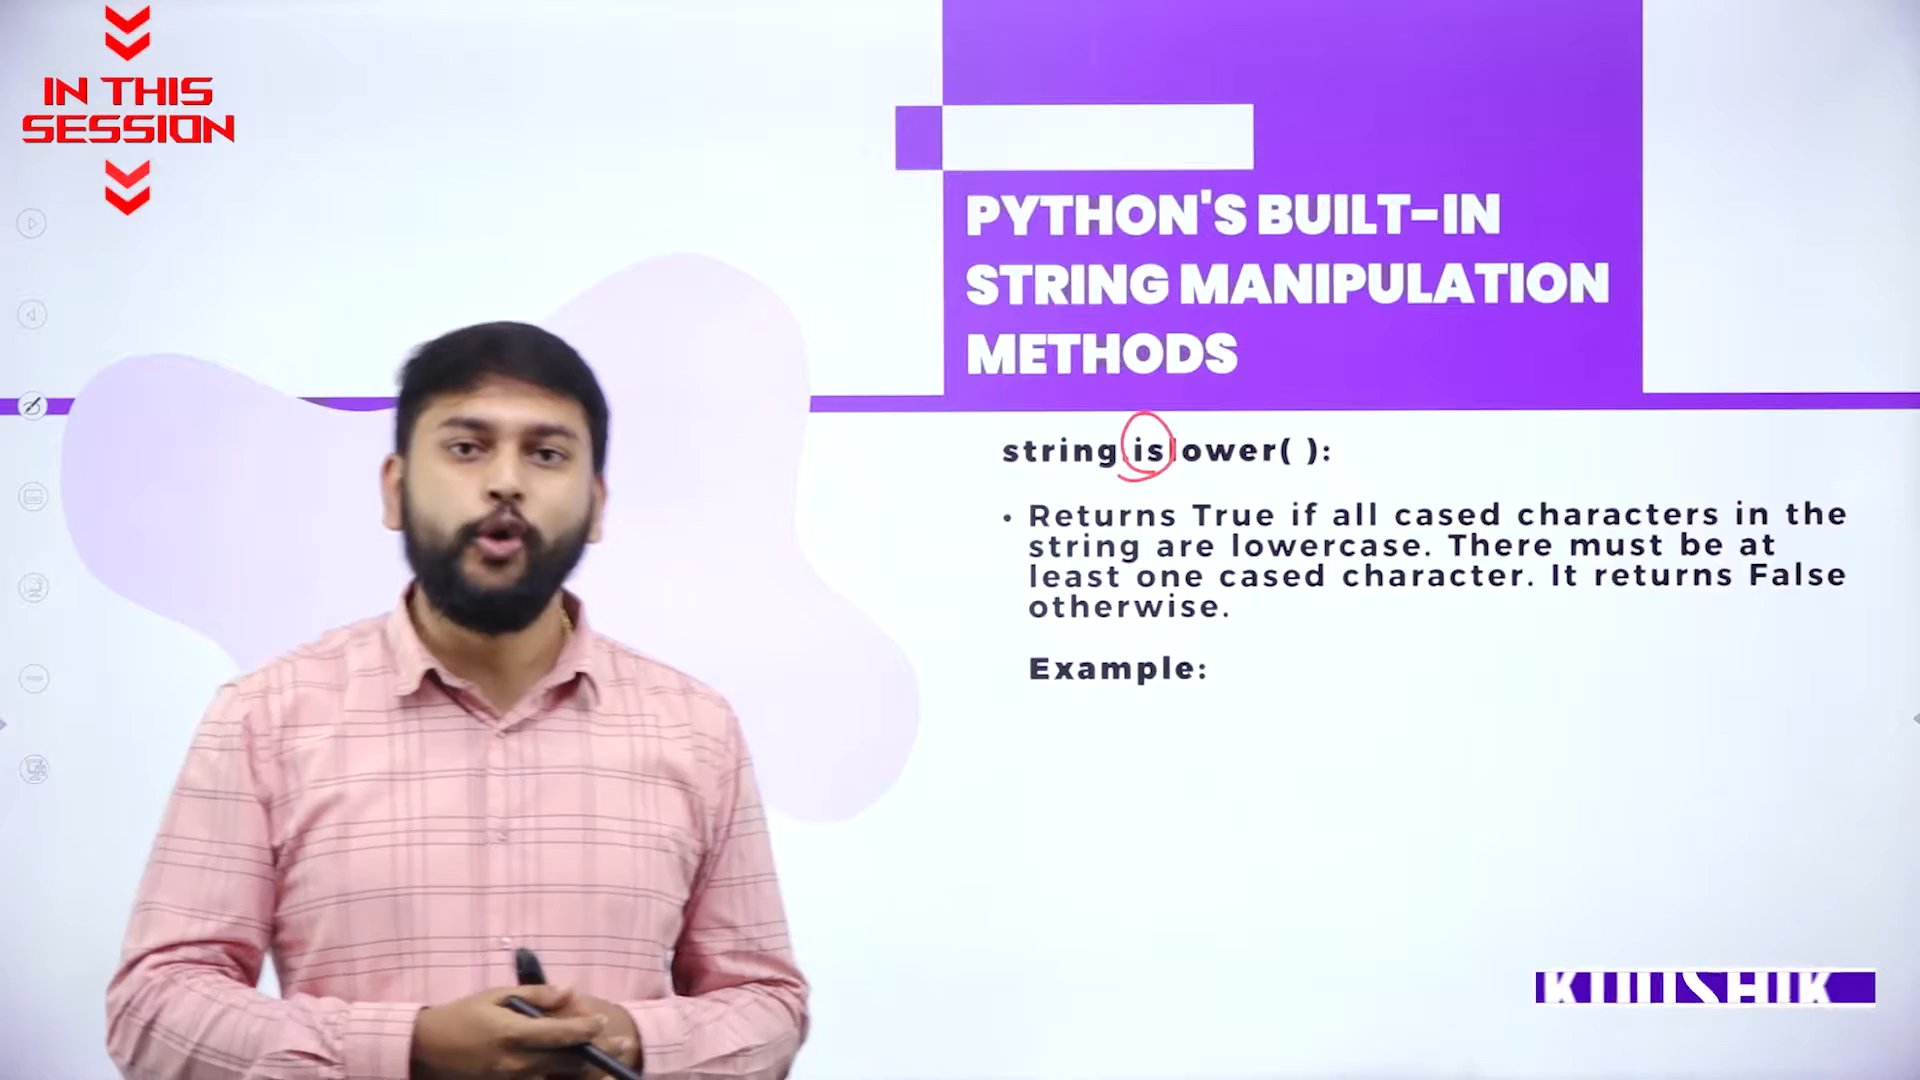 IN THIS
SESSION
PYTHON'S BUILT-IN
STRING MANIPULATION
METHODS
string.islower( ):
• Returns True if all cased characters in the
string are lowercase. There must be at
least one cased character. It returns False
otherwise.
Example: